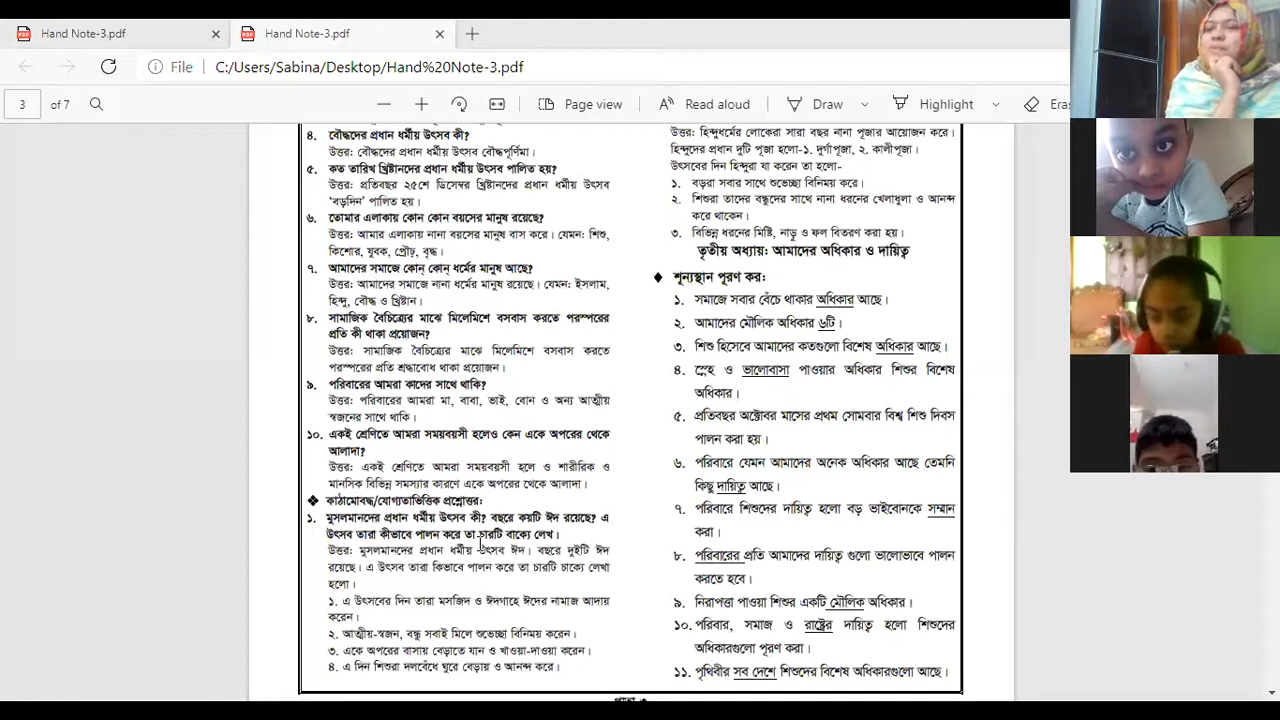 Hand Note-3.pdf
Hand Note-3.pdf
File
C:/Users/Sabina/Desktop/Hand%20Note-3.pdf
3
of 7
Page view
Read aloud
Draw
Highlight
Eras
৪. বৌদ্ধদের প্রধান ধর্মীয় উৎসব কী?
উত্তর: বৌদ্ধদের প্রধান ধর্মীয় উৎসব বৌদ্ধপূর্ণিমা।
৫. কত তারিখ খ্রিষ্টানদের প্রধান ধর্মীয় উৎসব পালিত হয়?
উত্তর: প্রতিবছর ২৫শে ডিসেম্বর খ্রিষ্টানদের প্রধান ধর্মীয় উৎসব
‘বড়দিন’ পালিত হয়।
৬. তোমার এলাকায় কোন কোন বয়সের মানুষ রয়েছে?
উত্তর: আমার এলাকায় নানা বয়সের মানুষ বাস করে। যেমন: শিশু,
কিশোর, যুবক, প্রৌঢ়, বৃদ্ধ।
৭. আমাদের সমাজে কোন্ কোন্ ধর্মের মানুষ আছে?
উত্তর: আমাদের সমাজে নানা ধর্মের মানুষ রয়েছে। যেমন: ইসলাম,
হিন্দু, বৌদ্ধ ও খ্রিষ্টান।
৮. সামাজিক বৈচিত্র্যের মাঝে মিলেমিশে বসবাস করতে পরস্পরের
প্রতি কী থাকা প্রয়োজন?
উত্তর: সামাজিক বৈচিত্র্যের মাঝে মিলেমিশে বসবাস করতে
পরস্পরের প্রতি শ্রদ্ধাবোধ থাকা প্রয়োজন।
৯. পরিবারের আমরা কাদের সাথে থাকি?
উত্তর: পরিবারের আমরা মা, বাবা, ভাই, বোন ও অন্য আত্মীয়
স্বজনের সাথে থাকি।
১০. একই শ্রেণিতে আমরা সময়বয়সী হলেও কেন একে অপরের থেকে
আলাদা?
উত্তর: একই শ্রেণিতে আমরা সময়বয়সী হলে ও শারীরিক ও
মানসিক বিভিন্ন সমস্যার কারণে একে অপরের থেকে আলাদা।
❖ কাঠামোবদ্ধ/যোগ্যতাভিত্তিক প্রশ্নোত্তর:
১. মুসলমানদের প্রধান ধর্মীয় উৎসব কী? বছরে কয়টি ঈদ রয়েছে? এ
উৎসব তারা কীভাবে পালন করে তা চারটি বাক্যে লেখ।
উত্তর: মুসলমানদের প্রধান ধর্মীয় উৎসব ঈদ। বছরে দুইটি ঈদ
রয়েছে। এ উৎসব তারা কিভাবে পালন করে তা চারটি চাক্যে লেখা
হলো।
১. এ উৎসবের দিন তারা মসজিদ ও ঈদগাহে ঈদের নামাজ আদায়
করেন।
২. আত্মীয়-স্বজন, বন্ধু সবাই মিলে শুভেচ্ছা বিনিময় করেন।
৩. একে অপরের বাসায় বেড়াতে যান ও খাওয়া-দাওয়া করেন।
৪. এ দিন শিশুরা দলবেঁধে ঘুরে বেড়ায় ও আনন্দ করে।
উত্তর: হিন্দুধর্মের লোকেরা সারা বছর নানা পূজার আয়োজন করে।
হিন্দুদের প্রধান দুটি পূজা হলো-১. দুর্গাপূজা, ২. কালীপূজা।
উৎসবের দিন হিন্দুরা যা করেন তা হলো-
১. বড়রা সবার সাথে শুভেচ্ছা বিনিময় করে।
২. শিশুরা তাদের বন্ধুদের সাথে নানা ধরনের খেলাধুলা ও আনন্দ
করে থাকেন।
৩. বিভিন্ন ধরনের মিষ্টি, নাড়ু ও ফল বিতরণ করা হয়।
তৃতীয় অধ্যায়: আমাদের অধিকার ও দায়িত্ব
♦ শূন্যস্থান পূরণ কর:
১. সমাজে সবার বেঁচে থাকার অধিকার আছে।
২. আমাদের মৌলিক অধিকার ৬টি।
৩. শিশু হিসেবে আমাদের কতগুলো বিশেষ অধিকার আছে।
৪. স্নেহ ও ভালোবাসা পাওয়ার অধিকার শিশুর বিশেষ
অধিকার।
৫. প্রতিবছর অক্টোবর মাসের প্রথম সোমবার বিশ্ব শিশু দিবস
পালন করা হয়।
৬. পরিবারে যেমন আমাদের অনেক অধিকার আছে তেমনি
কিছু দায়িত্ব আছে।
৭. পরিবারে শিশুদের দায়িত্ব হলো বড় ভাইবোনকে সম্মান
করা।
৮. পরিবারের প্রতি আমাদের দায়িত্ব গুলো ভালোভাবে পালন
করতে হবে।
৯. নিরাপত্তা পাওয়া শিশুর একটি মৌলিক অধিকার।
১০. পরিবার, সমাজ ও রাষ্ট্রের দায়িত্ব হলো শিশুদের
অধিকারগুলো পূরণ করা।
১১. পৃথিবীর সব দেশে শিশুদের বিশেষ অধিকারগুলো আছে।